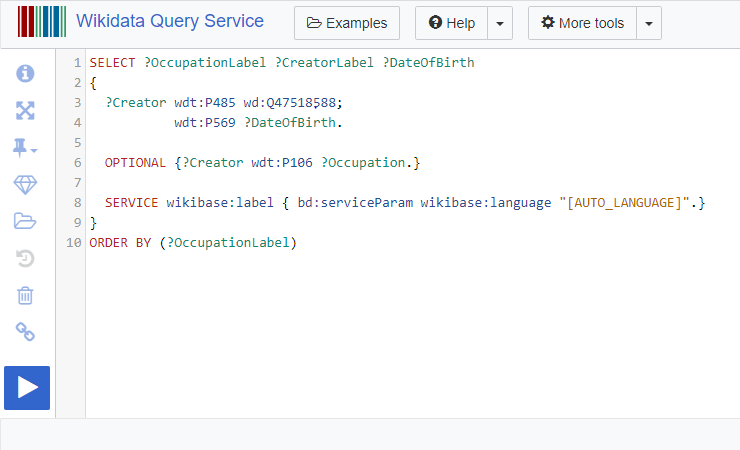 Wikidata Query Service Examples Help More tools
1 SELECT ?OccupationLabel ?CreatorLabel ?DateOfBirth
2 {
3 ?Creator wdt:P485 wd:Q47518588;
4 wdt:P569 ?DateOfBirth.
5
6 OPTIONAL {?Creator wdt:P106 ?Occupation.}
7
8 SERVICE wikibase:label { bd:serviceParam wikibase:language "[AUTO_LANGUAGE]".}
9 }
10 ORDER BY (?OccupationLabel)